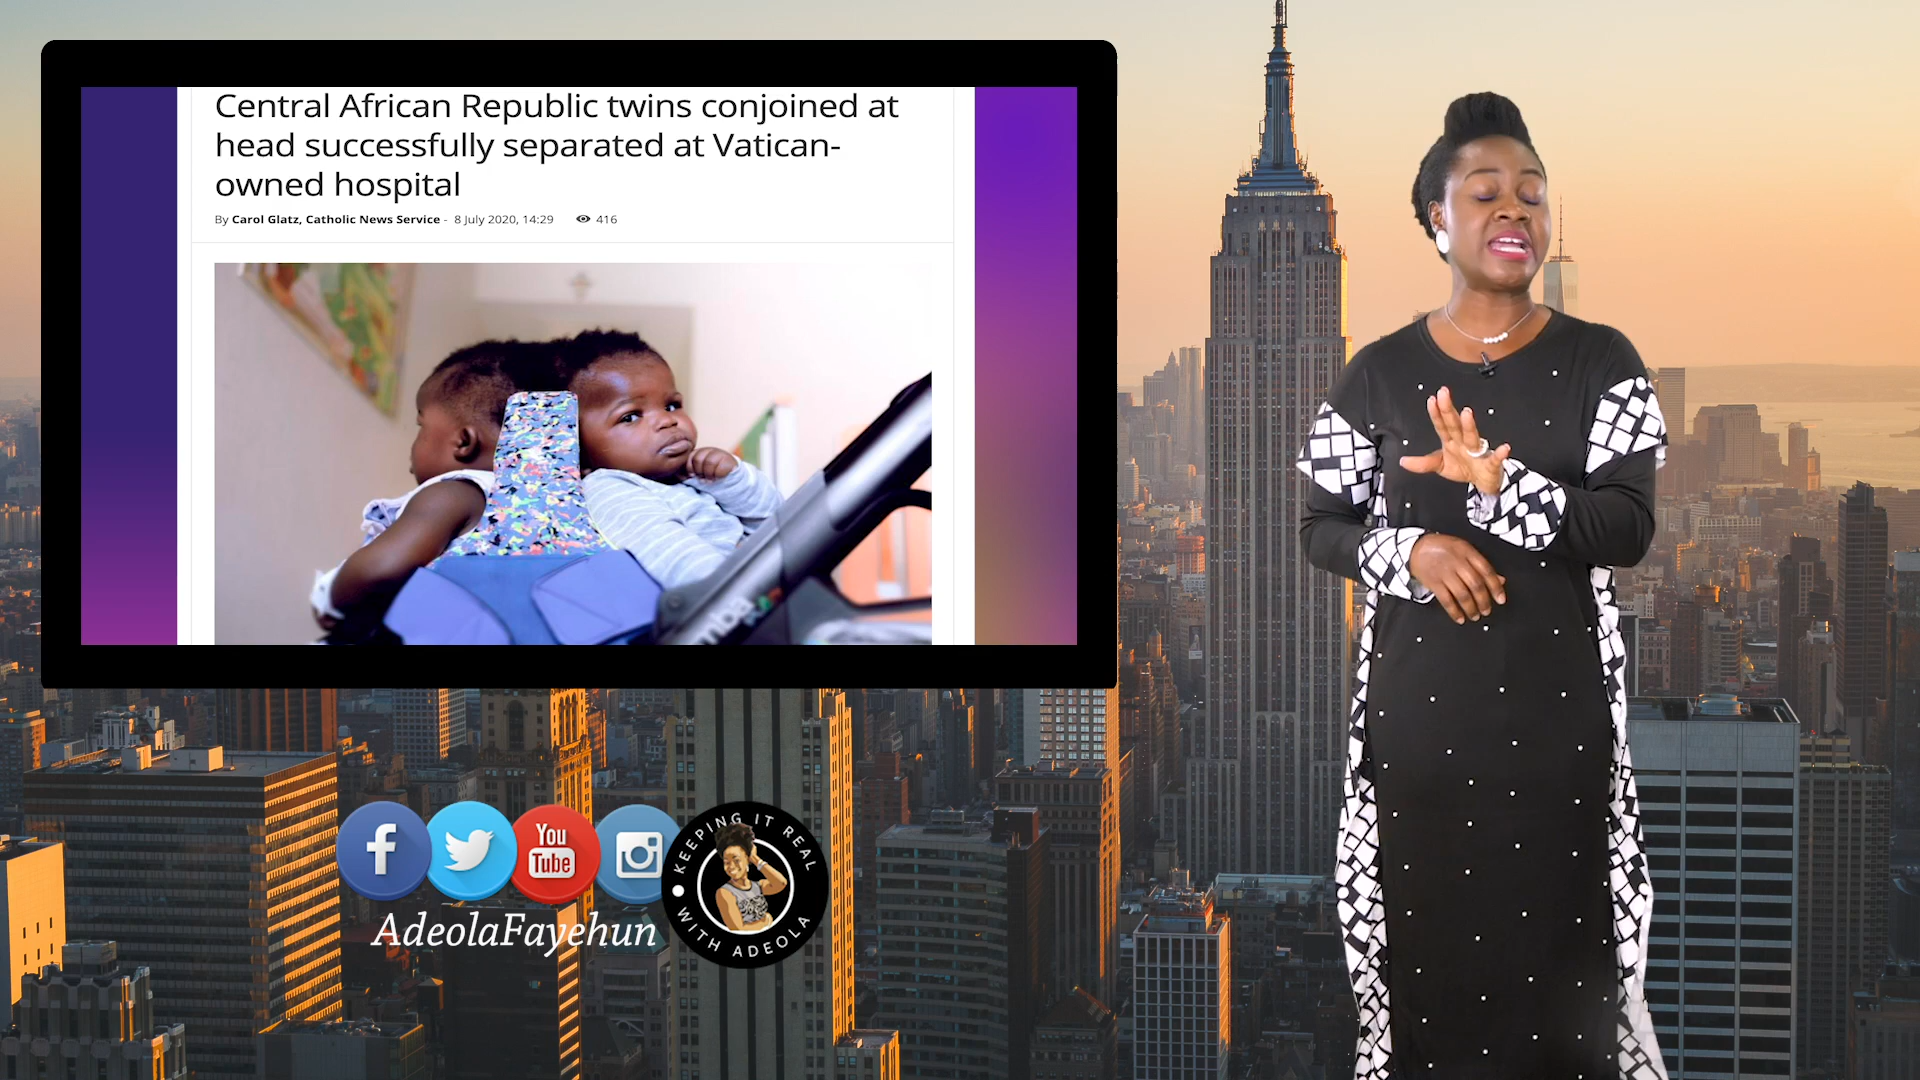 Central African Republic twins conjoined at
head successfully separated at Vatican-
owned hospital
By Carol Glatz, Catholic News Service - 8 July 2020, 14:29 416
You
Tube
KEEPING IT REAL
WITH ADEOLA
AdeolaFayehun